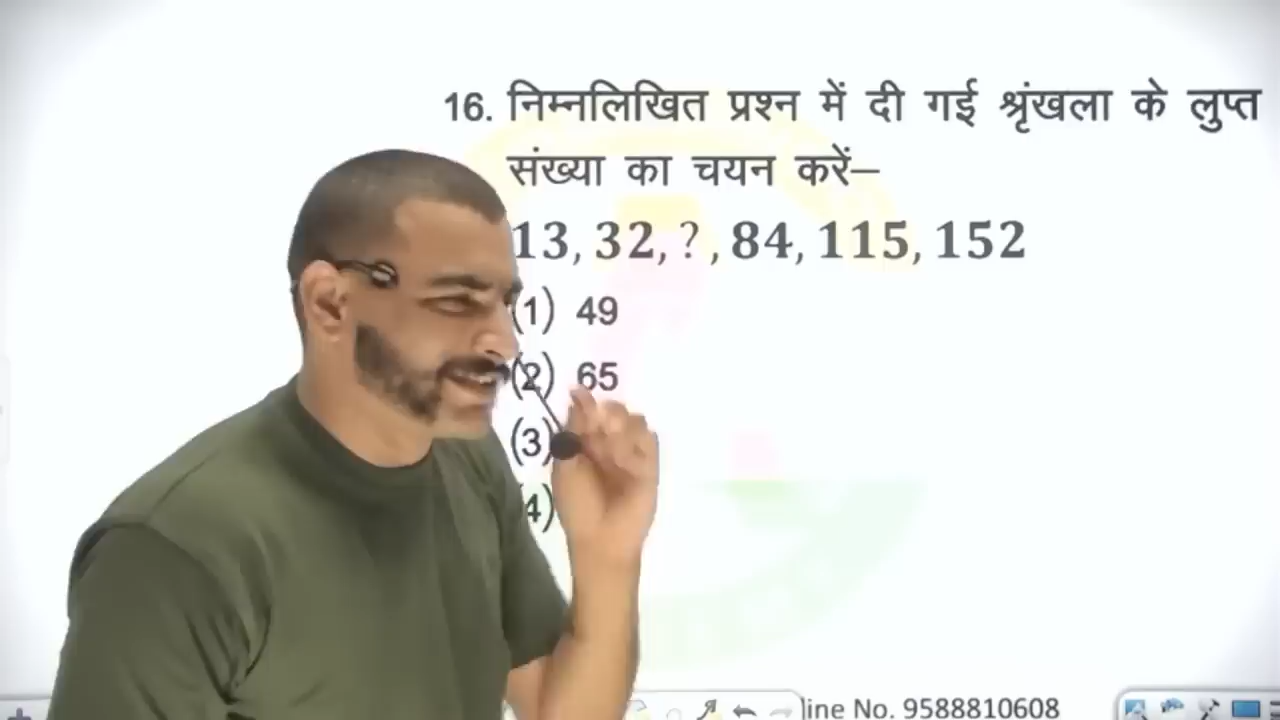 16. निम्नलिखित प्रश्न में दी गई श्रृंखला के लुप्त
संख्या का चयन करें–
13, 32, ?, 84, 115, 152
(1) 49
(2) 65
(3)
4)
line No. 9588810608